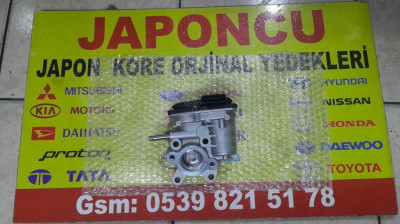 JAPONCU
JAPON KORE ORJİNAL YEDEKLERİ
MITSUBISHI
HYUNDAI
KIA MOTORS
NISSAN
DAIHATSU
HONDA
proton
DAEWOO
TATA
TOYOTA
Gsm: 0539 821 51 78